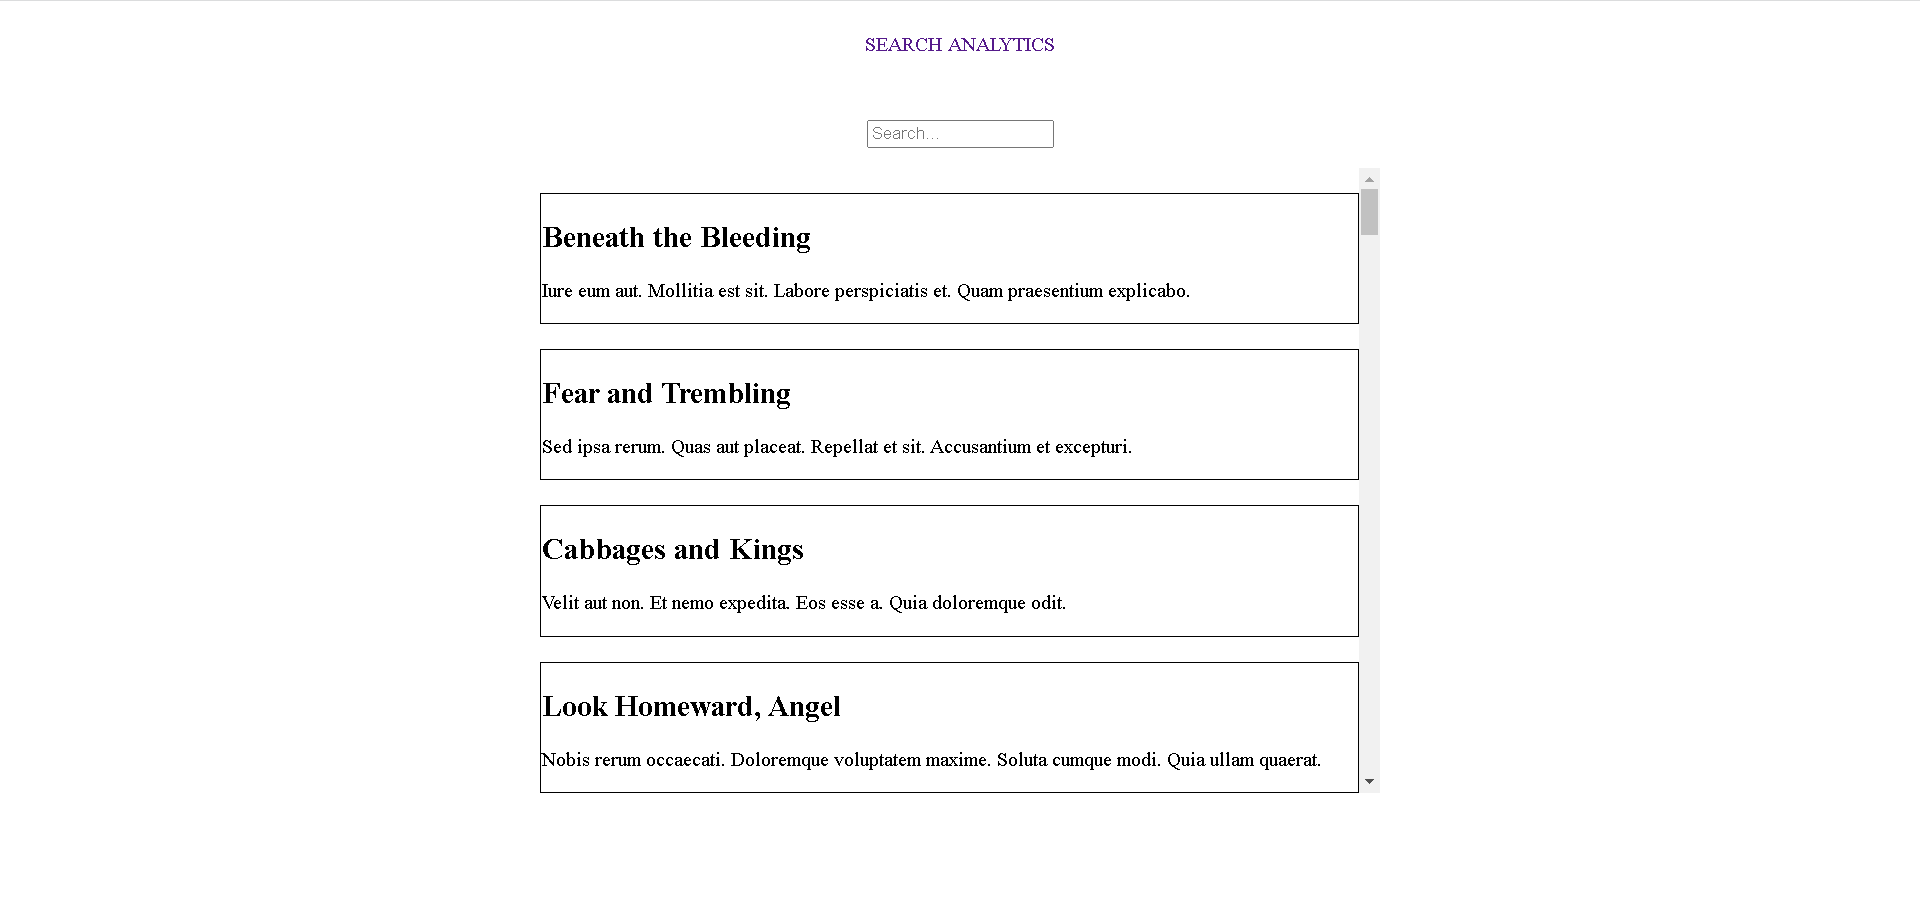 SEARCH ANALYTICS
Search...
Beneath the Bleeding
Iure eum aut. Mollitia est sit. Labore perspiciatis et. Quam praesentium explicabo.
Fear and Trembling
Sed ipsa rerum. Quas aut placeat. Repellat et sit. Accusantium et excepturi.
Cabbages and Kings
Velit aut non. Et nemo expedita. Eos esse a. Quia doloremque odit.
Look Homeward, Angel
Nobis rerum occaecati. Doloremque voluptatem maxime. Soluta cumque modi. Quia ullam quaerat.